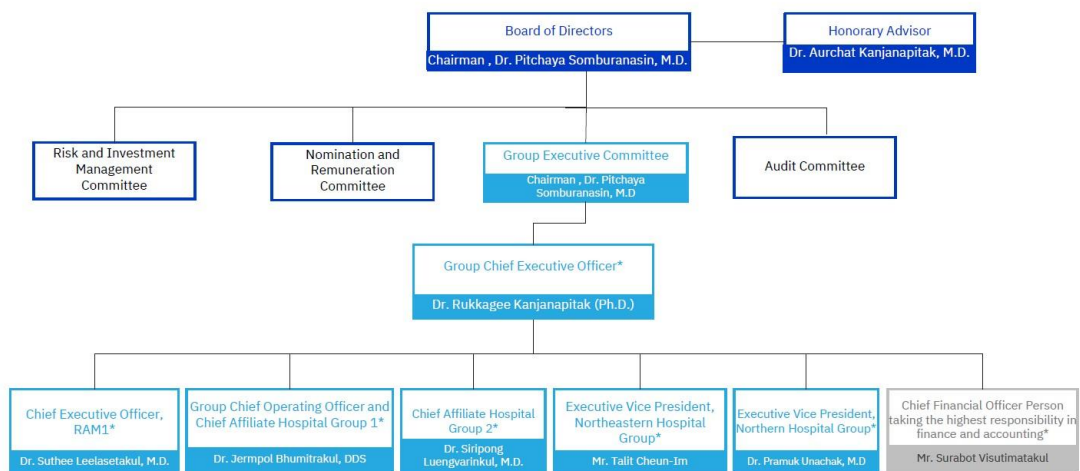 Board of Directors
Chairman , Dr. Pitchaya Somburanasin, M.D.
Honorary Advisor
Dr. Aurchat Kanjanapitak, M.D.
Risk and Investment
Management
Committee
Nomination and
Remuneration
Committee
Group Executive Committee
Chairman , Dr. Pitchaya
Somburanasin, M.D
Audit Committee
Group Chief Executive Officer*
Dr. Rukkagee Kanjanapitak (Ph.D.)
Chief Executive Officer,
RAM1*
Dr. Suthee Leelasetakul, M.D.
Group Chief Operating Officer and
Chief Affiliate Hospital Group 1*
Dr. Jermpol Bhumitrakul, DDS
Chief Affiliate Hospital
Group 2*
Dr. Siripong
Luengvarinkul, M.D.
Executive Vice President,
Northeastern Hospital
Group*
Mr. Talit Cheun-Im
Executive Vice President,
Northern Hospital Group*
Dr. Pramuk Unachak, M.D
Chief Financial Officer Person
taking the highest responsibility in
finance and accounting*
Mr. Surabot Visutimatakul